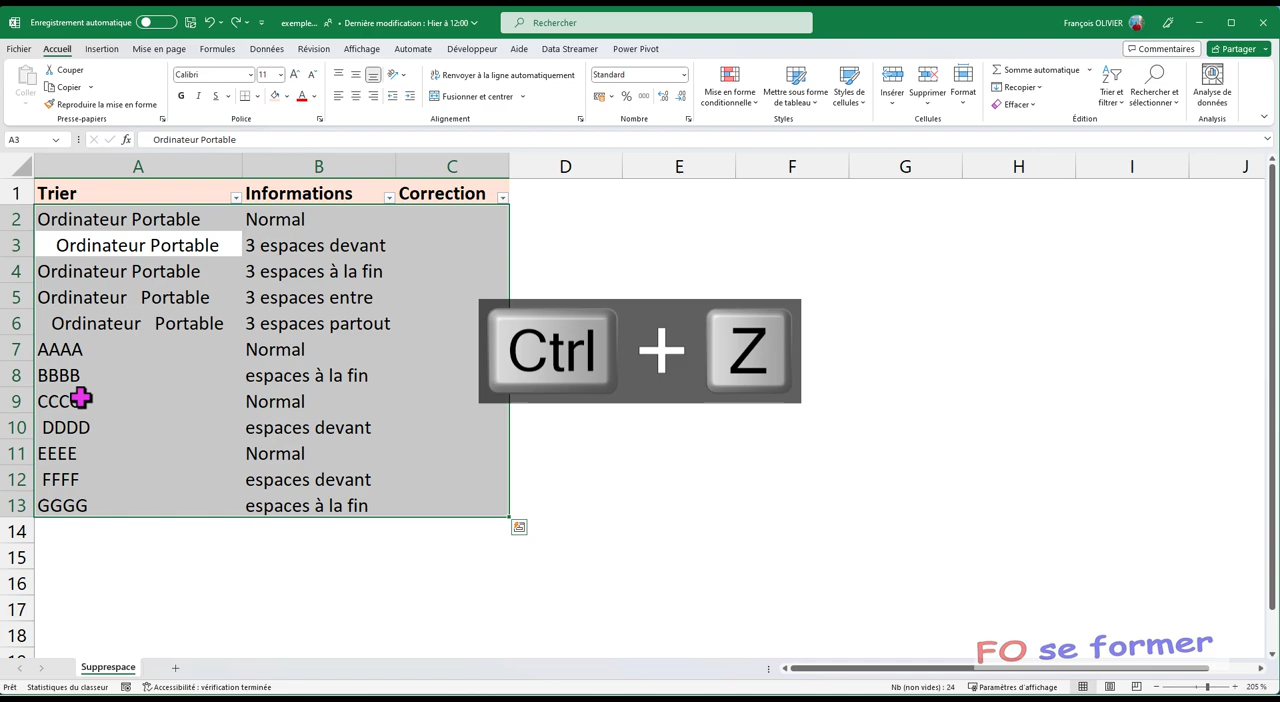 Enregistrement automatique
exemple...
Dernière modification : Hier à 12:00
Rechercher
François OLIVIER
Fichier Accueil Insertion Mise en page Formules Données Révision Affichage Automate Développeur Aide Data Streamer Power Pivot
Commentaires
Partager
Coller
Couper
Copier
Reproduire la mise en forme
Presse-papiers
Calibri 11
G I S
Police
Renvoyer à la ligne automatiquement
Fusionner et centrer
Alignement
Standard
% 000
Nombre
Mise en forme conditionnelle
Mettre sous forme de tableau
Styles de cellules
Styles
Insérer Supprimer Format
Cellules
Somme automatique
Recopier
Effacer
Trier et filtrer
Rechercher et sélectionner
Édition
Analyse de données
Analysis
A3 fx Ordinateur Portable
A B C D E F G H I J
1 Trier Informations Correction
2 Ordinateur Portable Normal
3 Ordinateur Portable 3 espaces devant
4 Ordinateur Portable 3 espaces à la fin
5 Ordinateur   Portable 3 espaces entre
6 Ordinateur   Portable 3 espaces partout
7 AAAA Normal
8 BBBB espaces à la fin
9 Normal
10 DDDD espaces devant
11 EEEE Normal
12 FFFF espaces devant
13 GGGG espaces à la fin
14
15
16
17
18
Ctrl + Z
FO se former
Supprespace
Prêt Statistiques du classeur Accessibilité : vérification terminée Nb (non vides) : 24 Paramètres d'affichage 205 %